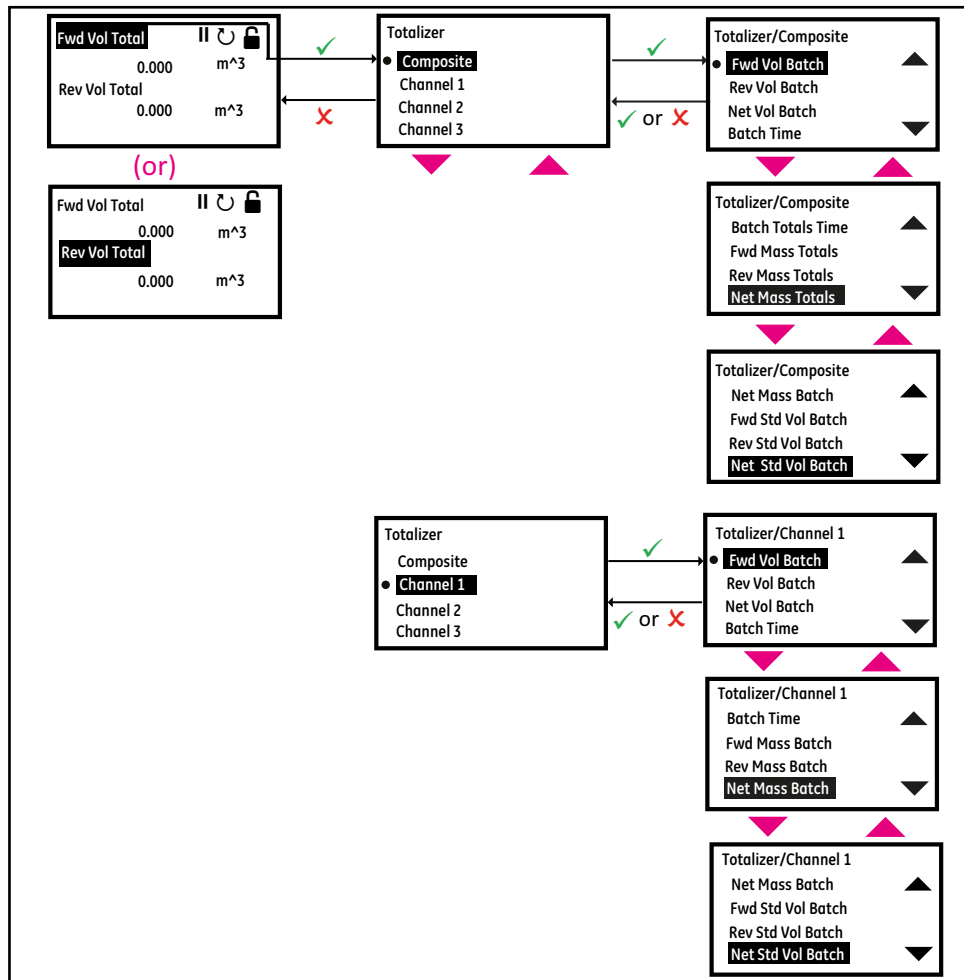 Fwd Vol Total
0.000 m^3
Rev Vol Total
0.000 m^3
(or)
Fwd Vol Total
0.000 m^3
Rev Vol Total
0.000 m^3
✓
✗
Totalizer
• Composite
Channel 1
Channel 2
Channel 3
✓
✓ or ✗
Totalizer/Composite
• Fwd Vol Batch
Rev Vol Batch
Net Vol Batch
Batch Time
Totalizer/Composite
Batch Totals Time
Fwd Mass Totals
Rev Mass Totals
Net Mass Totals
Totalizer/Composite
Net Mass Batch
Fwd Std Vol Batch
Rev Std Vol Batch
Net Std Vol Batch
Totalizer
Composite
• Channel 1
Channel 2
Channel 3
✓
✓ or ✗
Totalizer/Channel 1
• Fwd Vol Batch
Rev Vol Batch
Net Vol Batch
Batch Time
Totalizer/Channel 1
Batch Time
Fwd Mass Batch
Rev Mass Batch
Net Mass Batch
Totalizer/Channel 1
Net Mass Batch
Fwd Std Vol Batch
Rev Std Vol Batch
Net Std Vol Batch